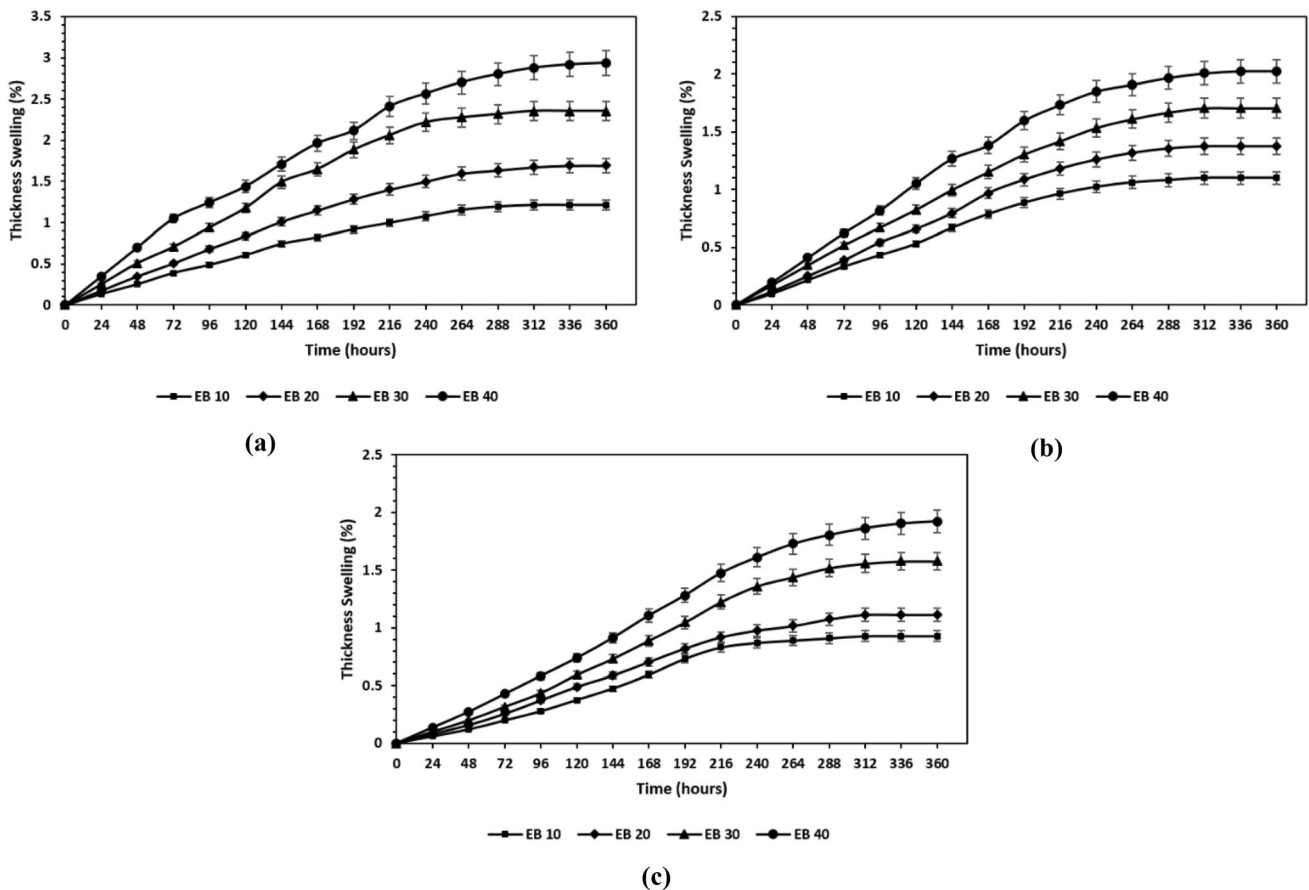 3.5
3
2.5
2
1.5
1
0.5
0
Thickness Swelling (%)
0 24 48 72 96 120 144 168 192 216 240 264 288 312 336 360
Time (hours)
EB 10 EB 20 EB 30 EB 40
(a)
2.5
2
1.5
1
0.5
0
Thickness Swelling (%)
0 24 48 72 96 120 144 168 192 216 240 264 288 312 336 360
Time (hours)
EB 10 EB 20 EB 30 EB 40
(b)
2.5
2
1.5
1
0.5
0
Thickness Swelling (%)
0 24 48 72 96 120 144 168 192 216 240 264 288 312 336 360
Time (hours)
EB 10 EB 20 EB 30 EB 40
(c)